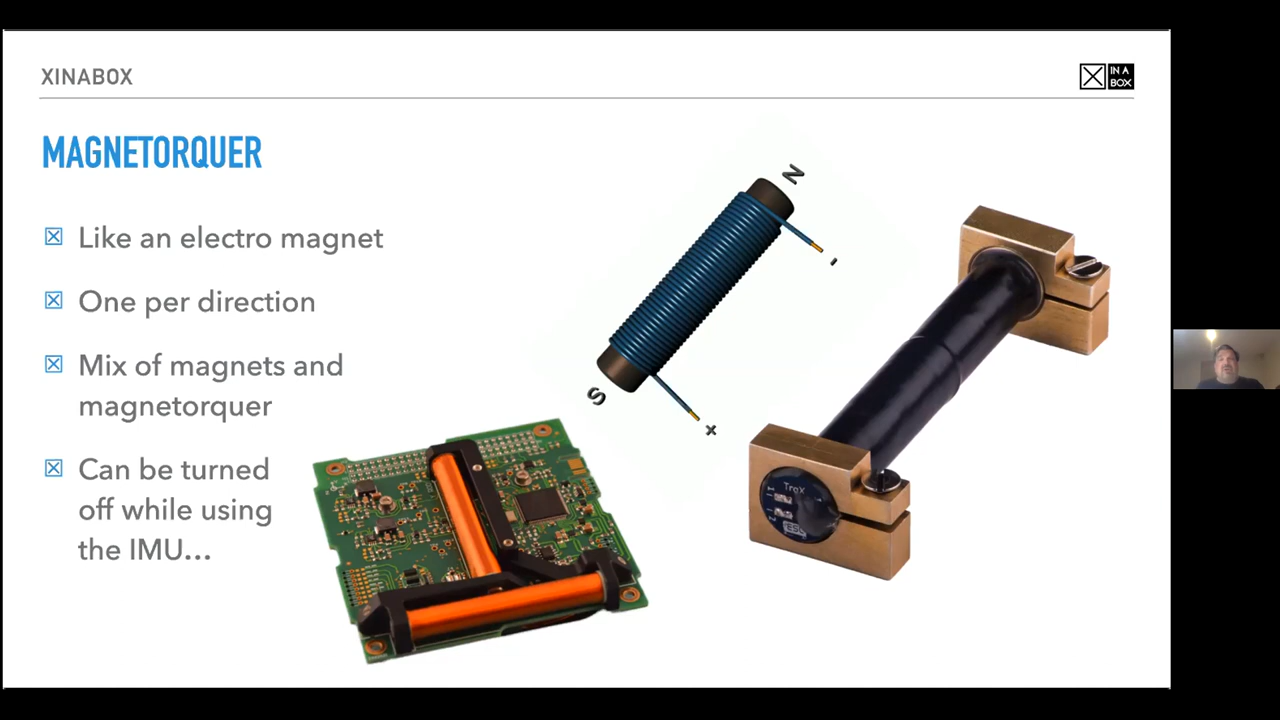 XINABOX
IN A
BOX
MAGNETORQUER
Like an electro magnet
One per direction
Mix of magnets and
magnetorquer
Can be turned
off while using
the IMU...
N
-
S
+
TrqX